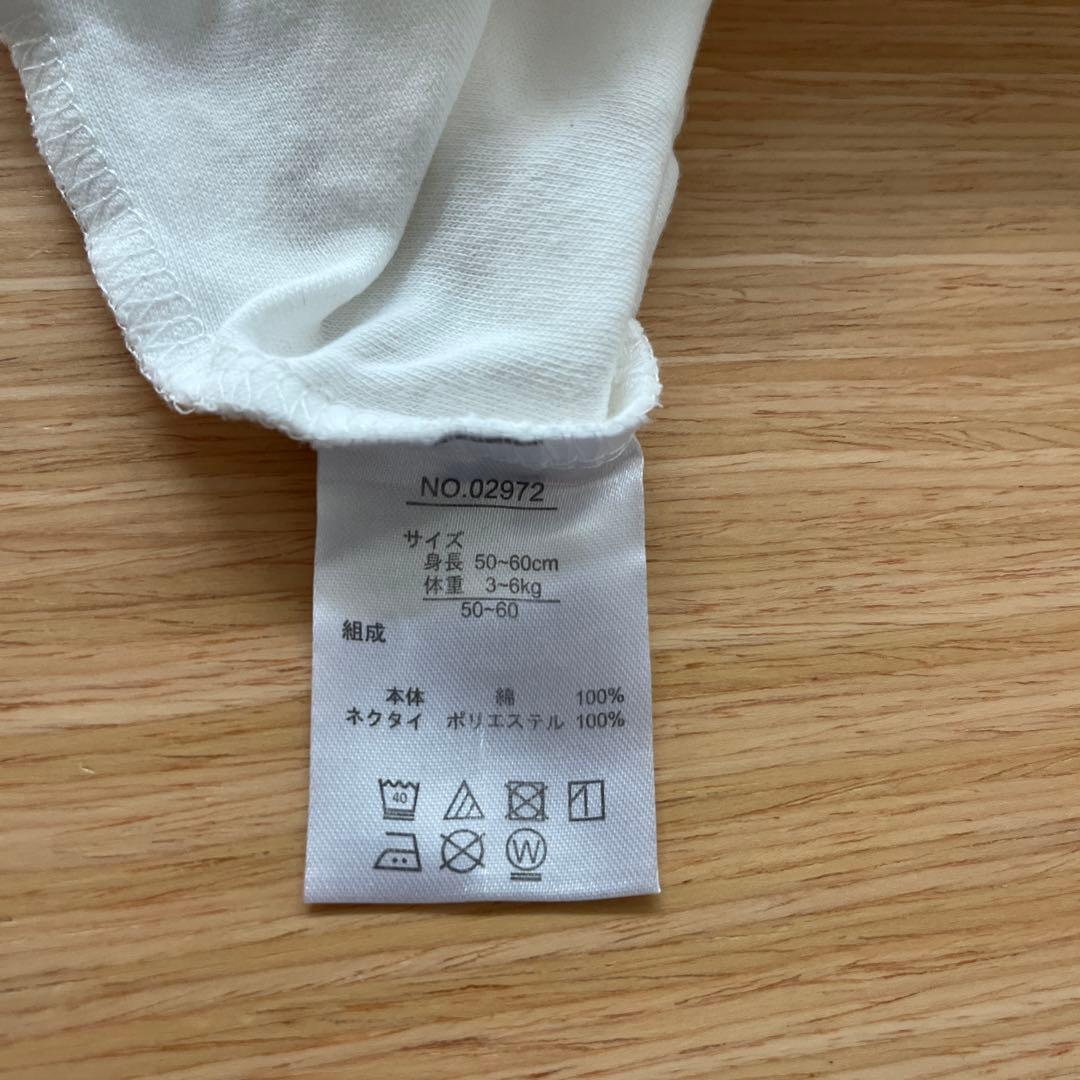 NO.02972
サイズ
身長 50~60cm
体重 3~6kg
50~60
組成
本体 綿 100%
ネクタイ ポリエステル 100%
40
W